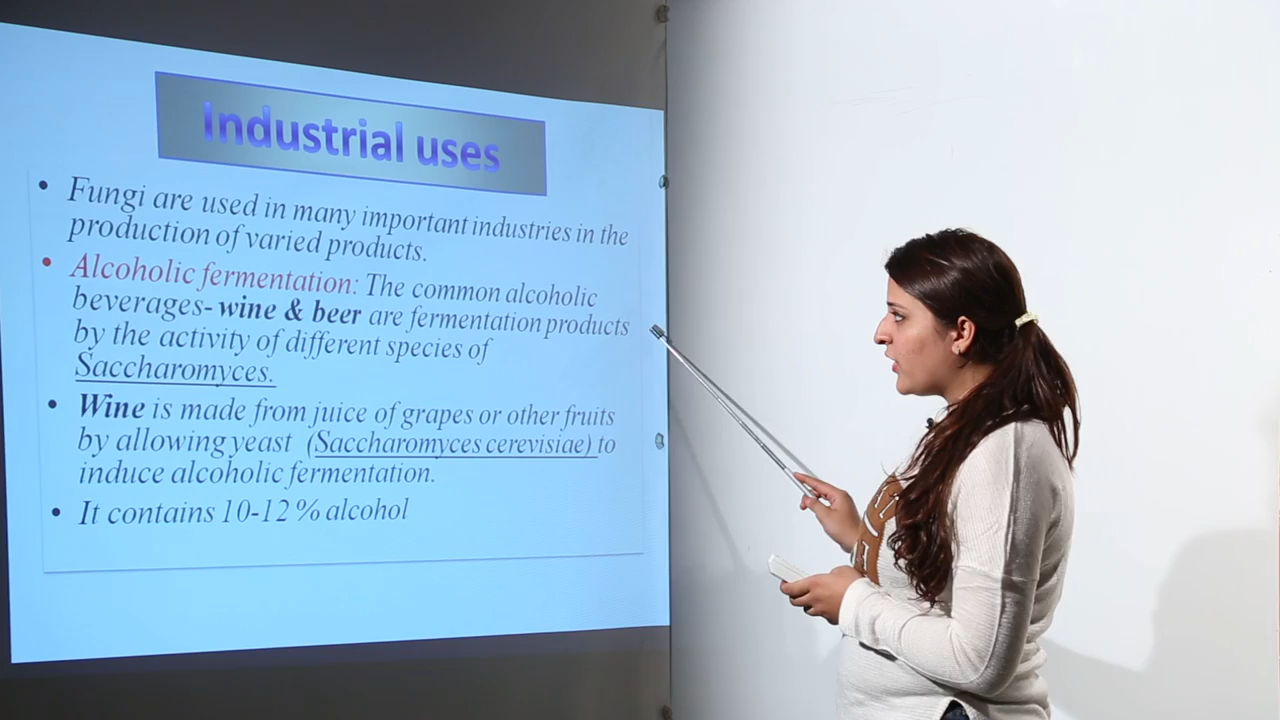 Industrial uses
• Fungi are used in many important industries in the
production of varied products.
• Alcoholic fermentation: The common alcoholic
beverages- wine & beer are fermentation products
by the activity of different species of
Saccharomyces.
• Wine is made from juice of grapes or other fruits
by allowing yeast (Saccharomyces cerevisiae) to
induce alcoholic fermentation.
• It contains 10-12 % alcohol